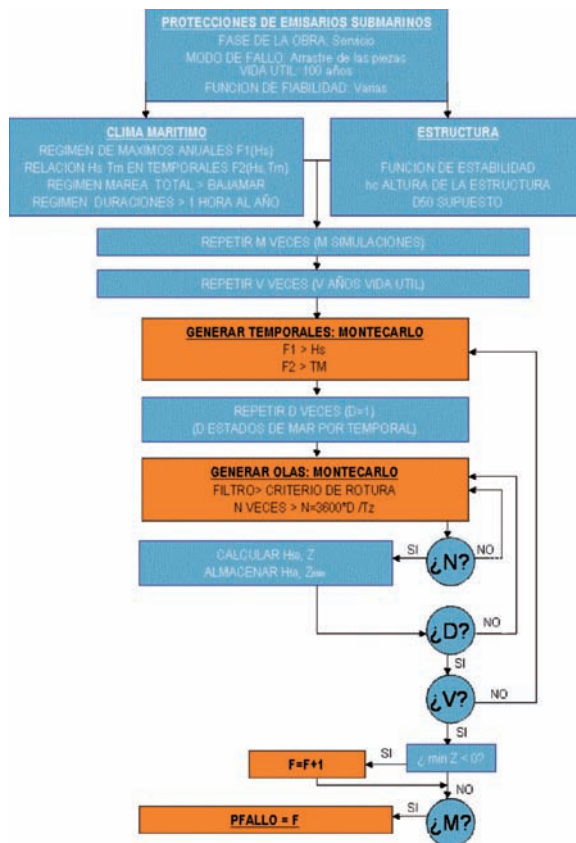 PROTECCIONES DE EMISARIOS SUBMARINOS
FASE DE LA OBRA: Servicio
MODO DE FALLO: Arrastre de las piezas
VIDA UTIL: 100 años
FUNCION DE FIABILIDAD: Varias
CLIMA MARITIMO
REGIMEN DE MAXIMOS ANUALES F1(Hs)
RELACION Hs Tm EN TEMPORALES F2(Hs,Tm)
REGIMEN MAREA TOTAL > BAJAMAR
REGIMEN DURACIONES > 1 HORA AL AÑO
ESTRUCTURA
FUNCION DE ESTABILIDAD
hc ALTURA DE LA ESTRUCTURA
D50 SUPUESTO
REPETIR M VECES (M SIMULACIONES)
REPETIR V VECES (V AÑOS VIDA UTIL)
GENERAR TEMPORALES: MONTECARLO
F1 > Hs
F2 > TM
REPETIR D VECES (D=1)
(D ESTADOS DE MAR POR TEMPORAL)
GENERAR OLAS: MONTECARLO
FILTRO> CRITERIO DE ROTURA
N VECES > N=3600*D /Tz
SI
¿N?
NO
CALCULAR Hsi, Z
ALMACENAR Hsi, Zmin
¿D?
NO
SI
¿V?
NO
SI
¿ min Z < 0?
SI
F=F+1
NO
¿M?
SI
PFALLO = F